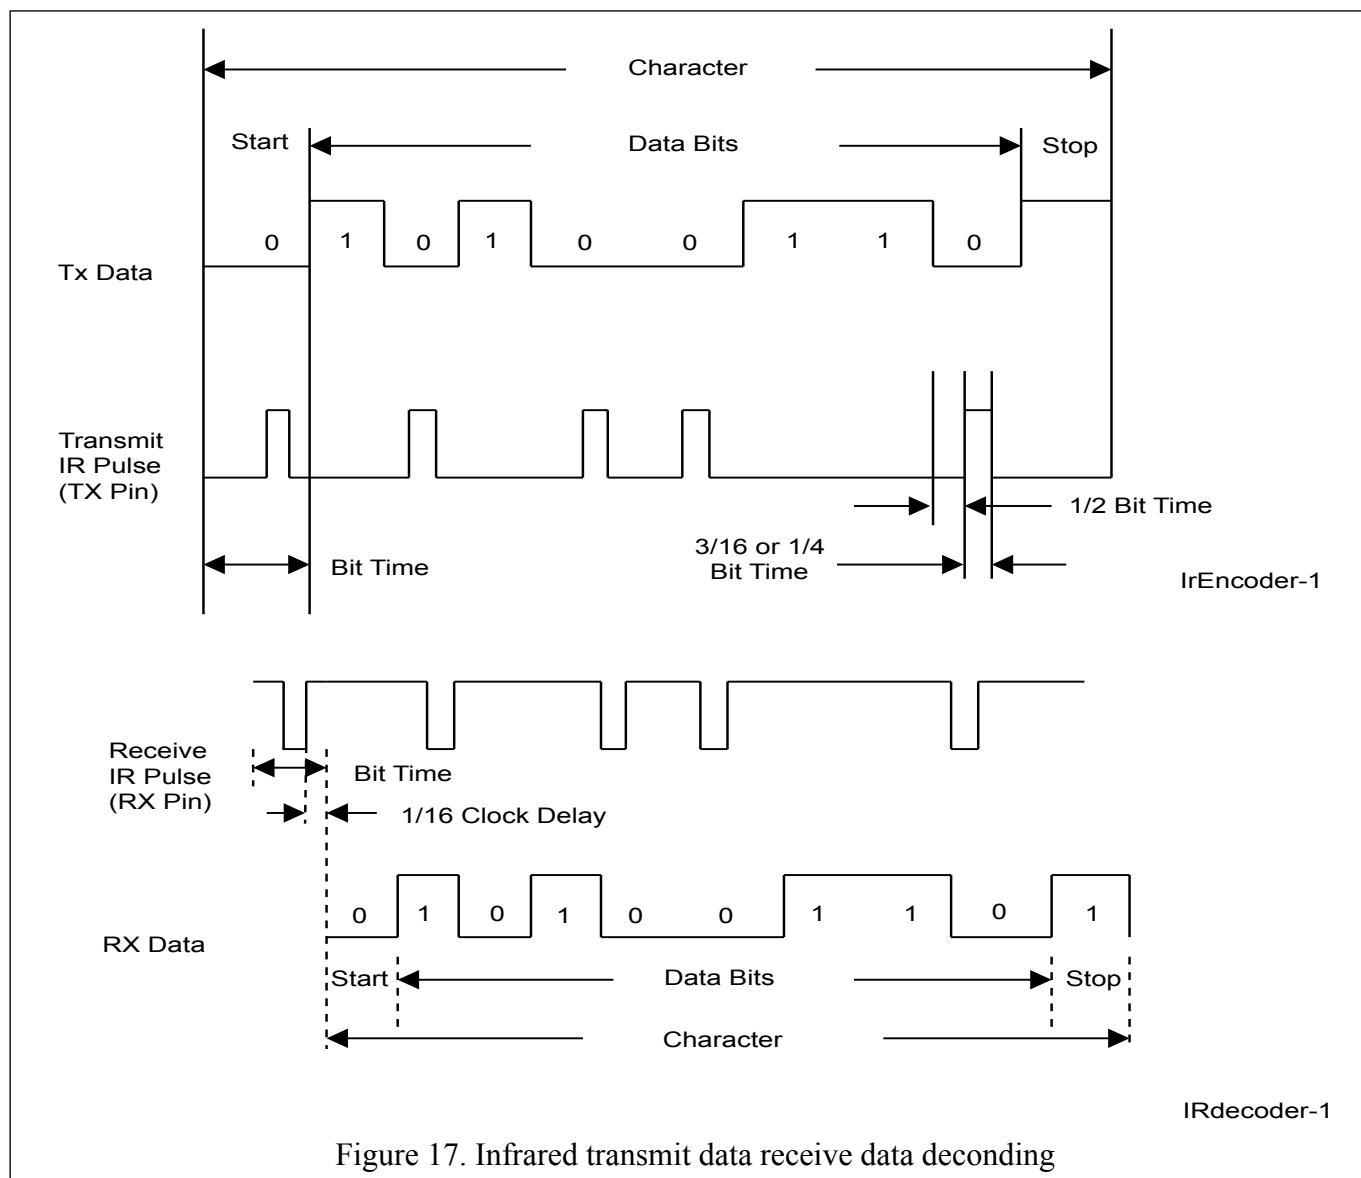 Character
Start Data Bits Stop
0 1 0 1 0 0 1 1 0
Tx Data
Transmit
IR Pulse
(TX Pin)
1/2 Bit Time
3/16 or 1/4
Bit Time
Bit Time
IrEncoder-1
Receive
IR Pulse
(RX Pin)
Bit Time
1/16 Clock Delay
0 1 0 1 0 0 1 1 0 1
RX Data
Start Data Bits Stop
Character
IRdecoder-1
Figure 17. Infrared transmit data receive data deconding